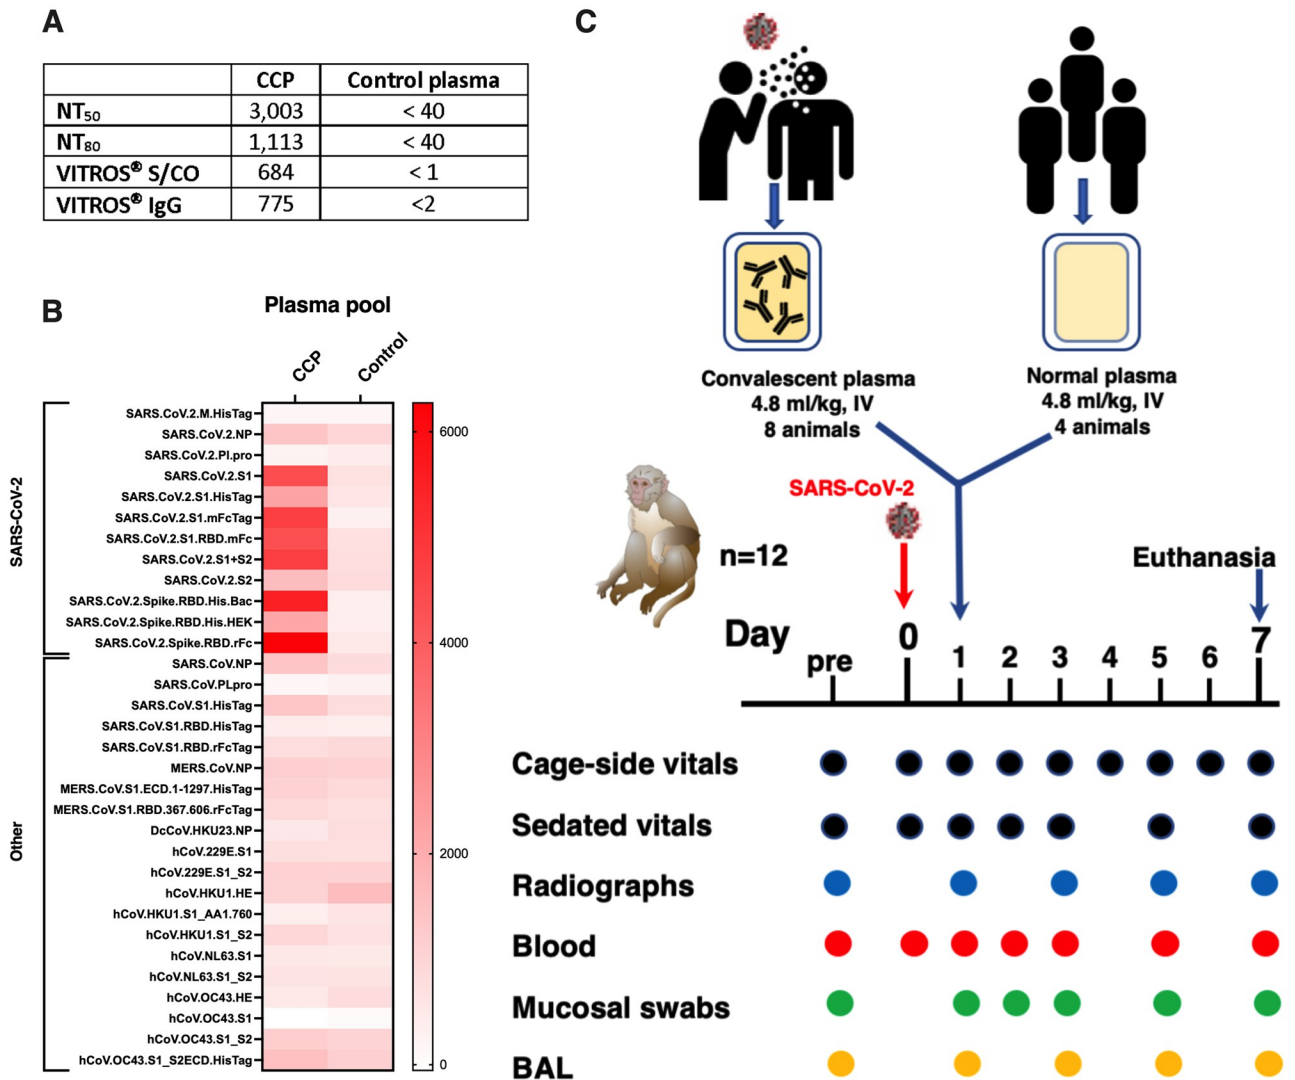 A
CCP Control plasma
NT50 3,003 < 40
NT80 1,113 < 40
VITROS® S/CO 684 < 1
VITROS® IgG 775 <2
B
Plasma pool
CCP Control
SARS-CoV-2
SARS.CoV.2.M.HisTag
SARS.CoV.2.NP
SARS.CoV.2.Pl.pro
SARS.CoV.2.S1
SARS.CoV.2.S1.HisTag
SARS.CoV.2.S1.mFcTag
SARS.CoV.2.S1.RBD.mFc
SARS.CoV.2.S1+S2
SARS.CoV.2.S2
SARS.CoV.2.Spike.RBD.His.Bac
SARS.CoV.2.Spike.RBD.His.HEK
SARS.CoV.2.Spike.RBD.rFc
Other
SARS.CoV.NP
SARS.CoV.PLpro
SARS.CoV.S1.HisTag
SARS.CoV.S1.RBD.HisTag
SARS.CoV.S1.RBD.rFcTag
MERS.CoV.NP
MERS.CoV.S1.ECD.1-1297.HisTag
MERS.CoV.S1.RBD.367.606.rFcTag
DcCoV.HKU23.NP
hCoV.229E.S1
hCoV.229E.S1_S2
hCoV.HKU1.HE
hCoV.HKU1.S1_AA1.760
hCoV.HKU1.S1_S2
hCoV.NL63.S1
hCoV.NL63.S1_S2
hCoV.OC43.HE
hCoV.OC43.S1
hCoV.OC43.S1_S2
hCoV.OC43.S1_S2ECD.HisTag
6000
4000
2000
0
C
Convalescent plasma
4.8 ml/kg, IV
8 animals
Normal plasma
4.8 ml/kg, IV
4 animals
SARS-CoV-2
n=12
Euthanasia
Day
pre 0 1 2 3 4 5 6 7
Cage-side vitals
Sedated vitals
Radiographs
Blood
Mucosal swabs
BAL